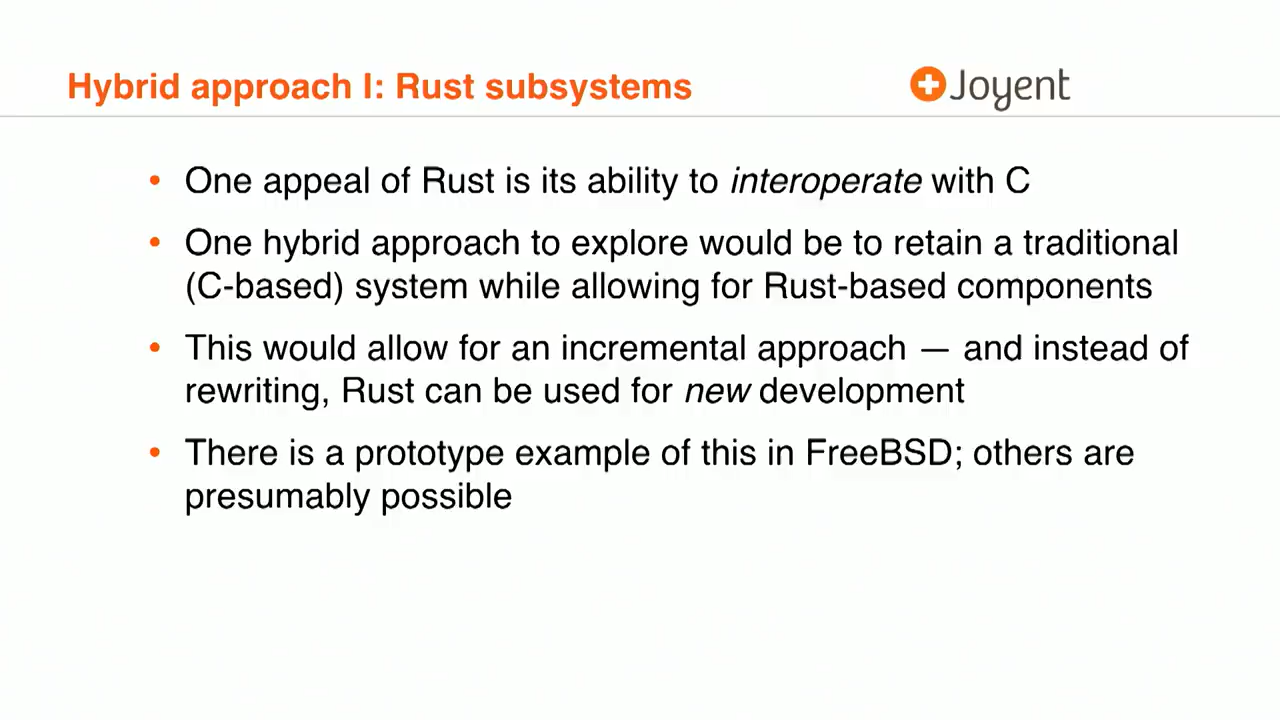 Hybrid approach I: Rust subsystems
Joyent
• One appeal of Rust is its ability to interoperate with C
• One hybrid approach to explore would be to retain a traditional
(C-based) system while allowing for Rust-based components
• This would allow for an incremental approach — and instead of
rewriting, Rust can be used for new development
• There is a prototype example of this in FreeBSD; others are
presumably possible